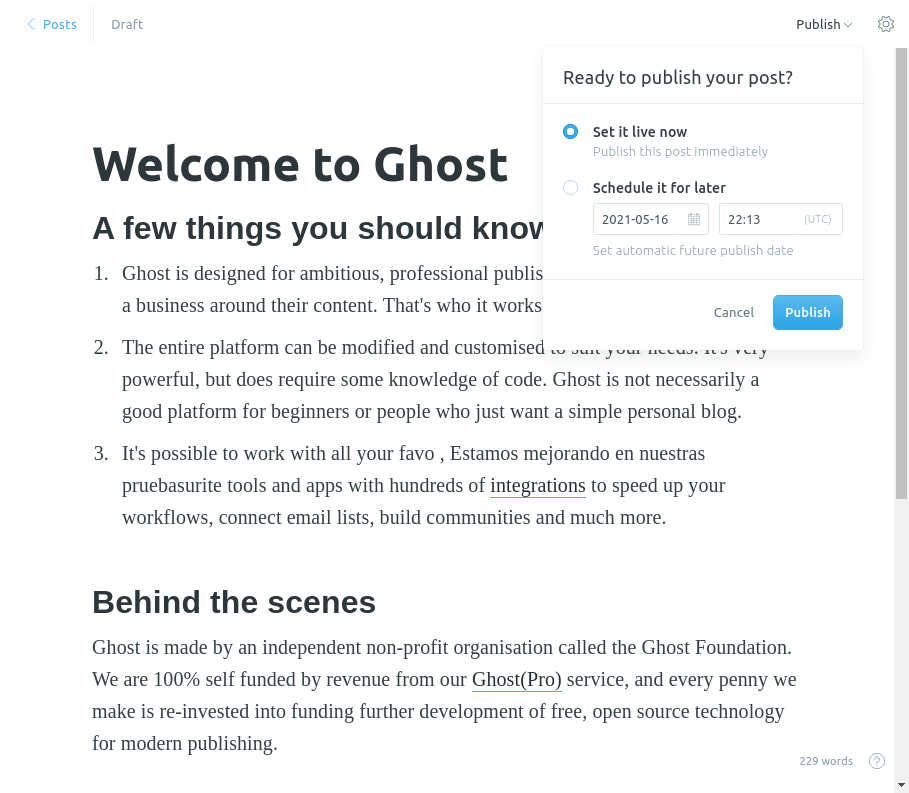 Posts
Draft
Publish
Ready to publish your post?
Set it live now
Publish this post immediately
Schedule it for later
2021-05-16
22:13
(UTC)
Set automatic future publish date
Cancel
Publish
Welcome to Ghost
A few things you should know
1. Ghost is designed for ambitious, professional publis
a business around their content. That's who it works
2. The entire platform can be modified and customised to suit your needs. It's very
powerful, but does require some knowledge of code. Ghost is not necessarily a
good platform for beginners or people who just want a simple personal blog.
3. It's possible to work with all your favo , Estamos mejorando en nuestras
pruebasurite tools and apps with hundreds of integrations to speed up your
workflows, connect email lists, build communities and much more.
Behind the scenes
Ghost is made by an independent non-profit organisation called the Ghost Foundation.
We are 100% self funded by revenue from our Ghost(Pro) service, and every penny we
make is re-invested into funding further development of free, open source technology
for modern publishing.
229 words
?